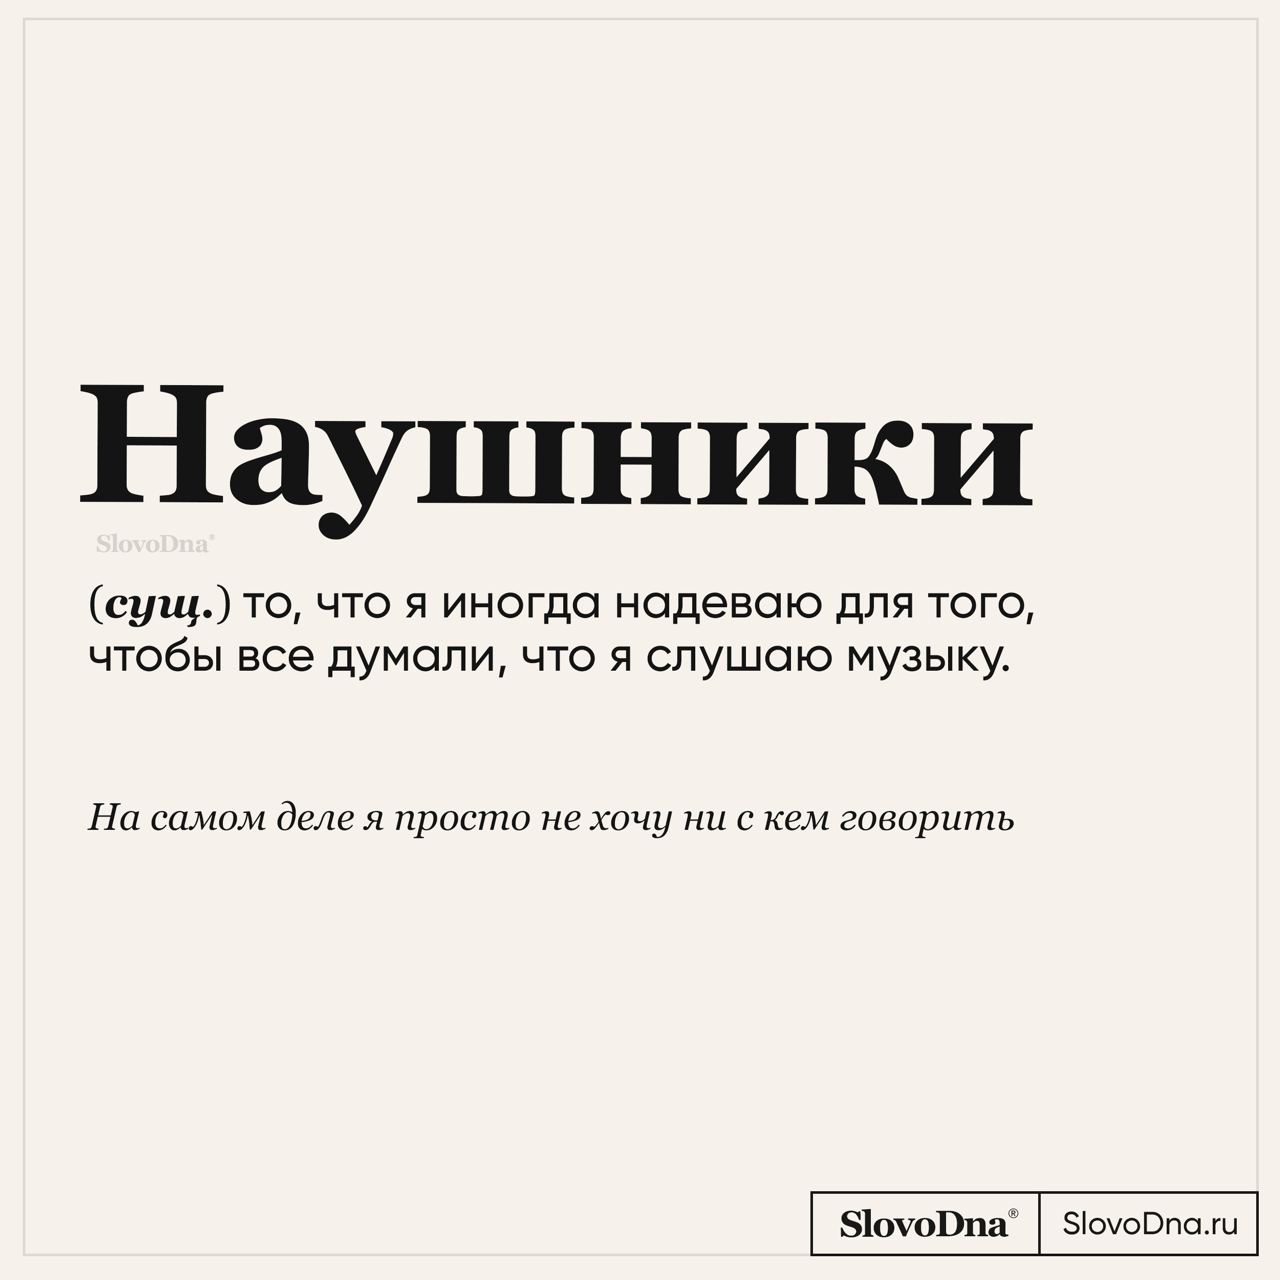 Наушники
SlovoDna®
(сущ.) то, что я иногда надеваю для того,
чтобы все думали, что я слушаю музыку.
На самом деле я просто не хочу ни с кем говорить
SlovoDna® SlovoDna.ru